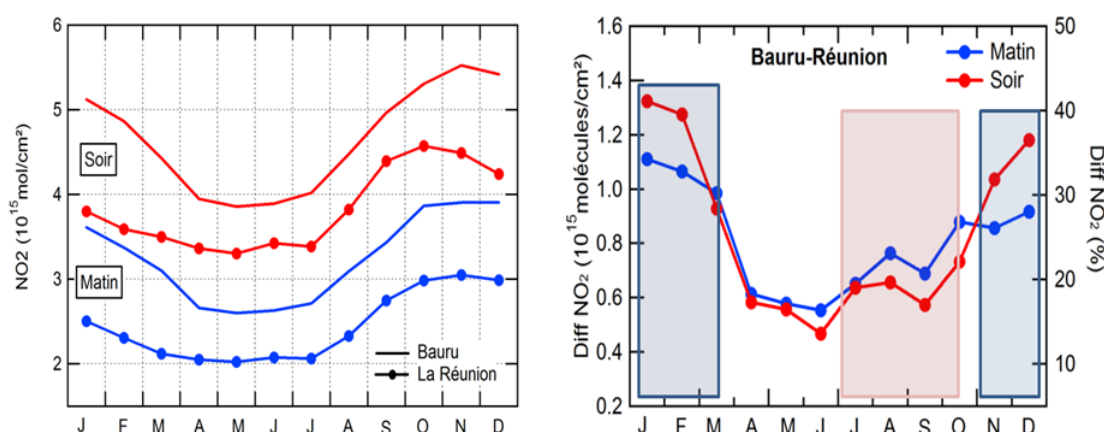 6
5
4
3
2
NO2 (10¹⁵mol/cm²)
Soir
Matin
Bauru
La Réunion
J F M A M J J A S O N D
1.6
1.4
1.2
1.0
0.8
0.6
0.4
0.2
Diff NO₂ (10¹⁵molécules/cm²)
Bauru-Réunion
Matin
Soir
50
40
30
20
10
Diff NO₂ (%)
J F M A M J J A S O N D